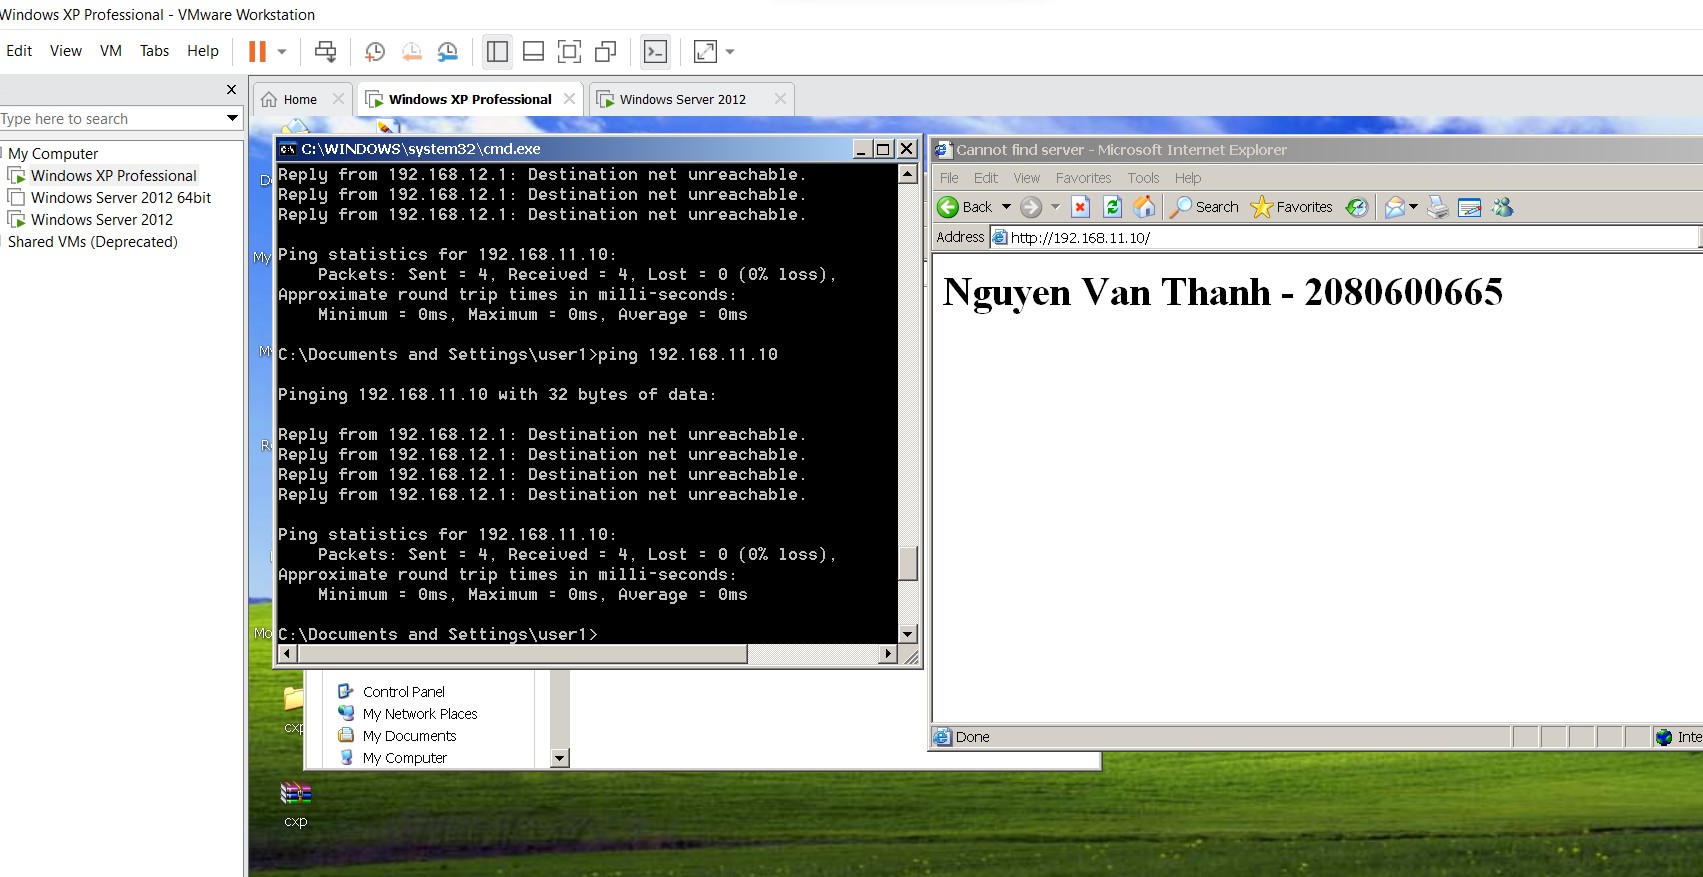 Windows XP Professional - VMware Workstation
Edit View VM Tabs Help
Type here to search
My Computer
Windows XP Professional
Windows Server 2012 64bit
Windows Server 2012
Shared VMs (Deprecated)
Home
Windows XP Professional
Windows Server 2012
C:\WINDOWS\system32\cmd.exe
Reply from 192.168.12.1: Destination net unreachable.
Reply from 192.168.12.1: Destination net unreachable.
Reply from 192.168.12.1: Destination net unreachable.
Ping statistics for 192.168.11.10:
Packets: Sent = 4, Received = 4, Lost = 0 (0% loss),
Approximate round trip times in milli-seconds:
Minimum = 0ms, Maximum = 0ms, Average = 0ms
C:\Documents and Settings\user1>ping 192.168.11.10
Pinging 192.168.11.10 with 32 bytes of data:
Reply from 192.168.12.1: Destination net unreachable.
Reply from 192.168.12.1: Destination net unreachable.
Reply from 192.168.12.1: Destination net unreachable.
Reply from 192.168.12.1: Destination net unreachable.
Ping statistics for 192.168.11.10:
Packets: Sent = 4, Received = 4, Lost = 0 (0% loss),
Approximate round trip times in milli-seconds:
Minimum = 0ms, Maximum = 0ms, Average = 0ms
C:\Documents and Settings\user1>
Control Panel
My Network Places
My Documents
My Computer
My
cxp
Cannot find server - Microsoft Internet Explorer
File Edit View Favorites Tools Help
Back Search Favorites
Address http://192.168.11.10/
Nguyen Van Thanh - 2080600665
Done